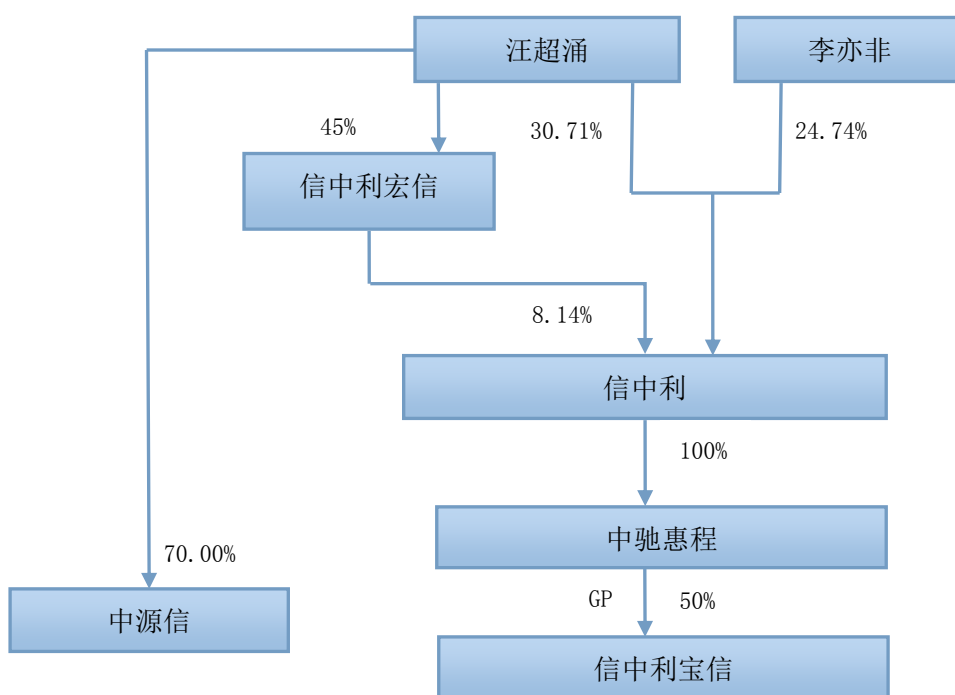 汪超涌
李亦非
45%
30.71%
24.74%
信中利宏信
8.14%
信中利
100%
中驰惠程
70.00%
GP
50%
中源信
信中利宝信